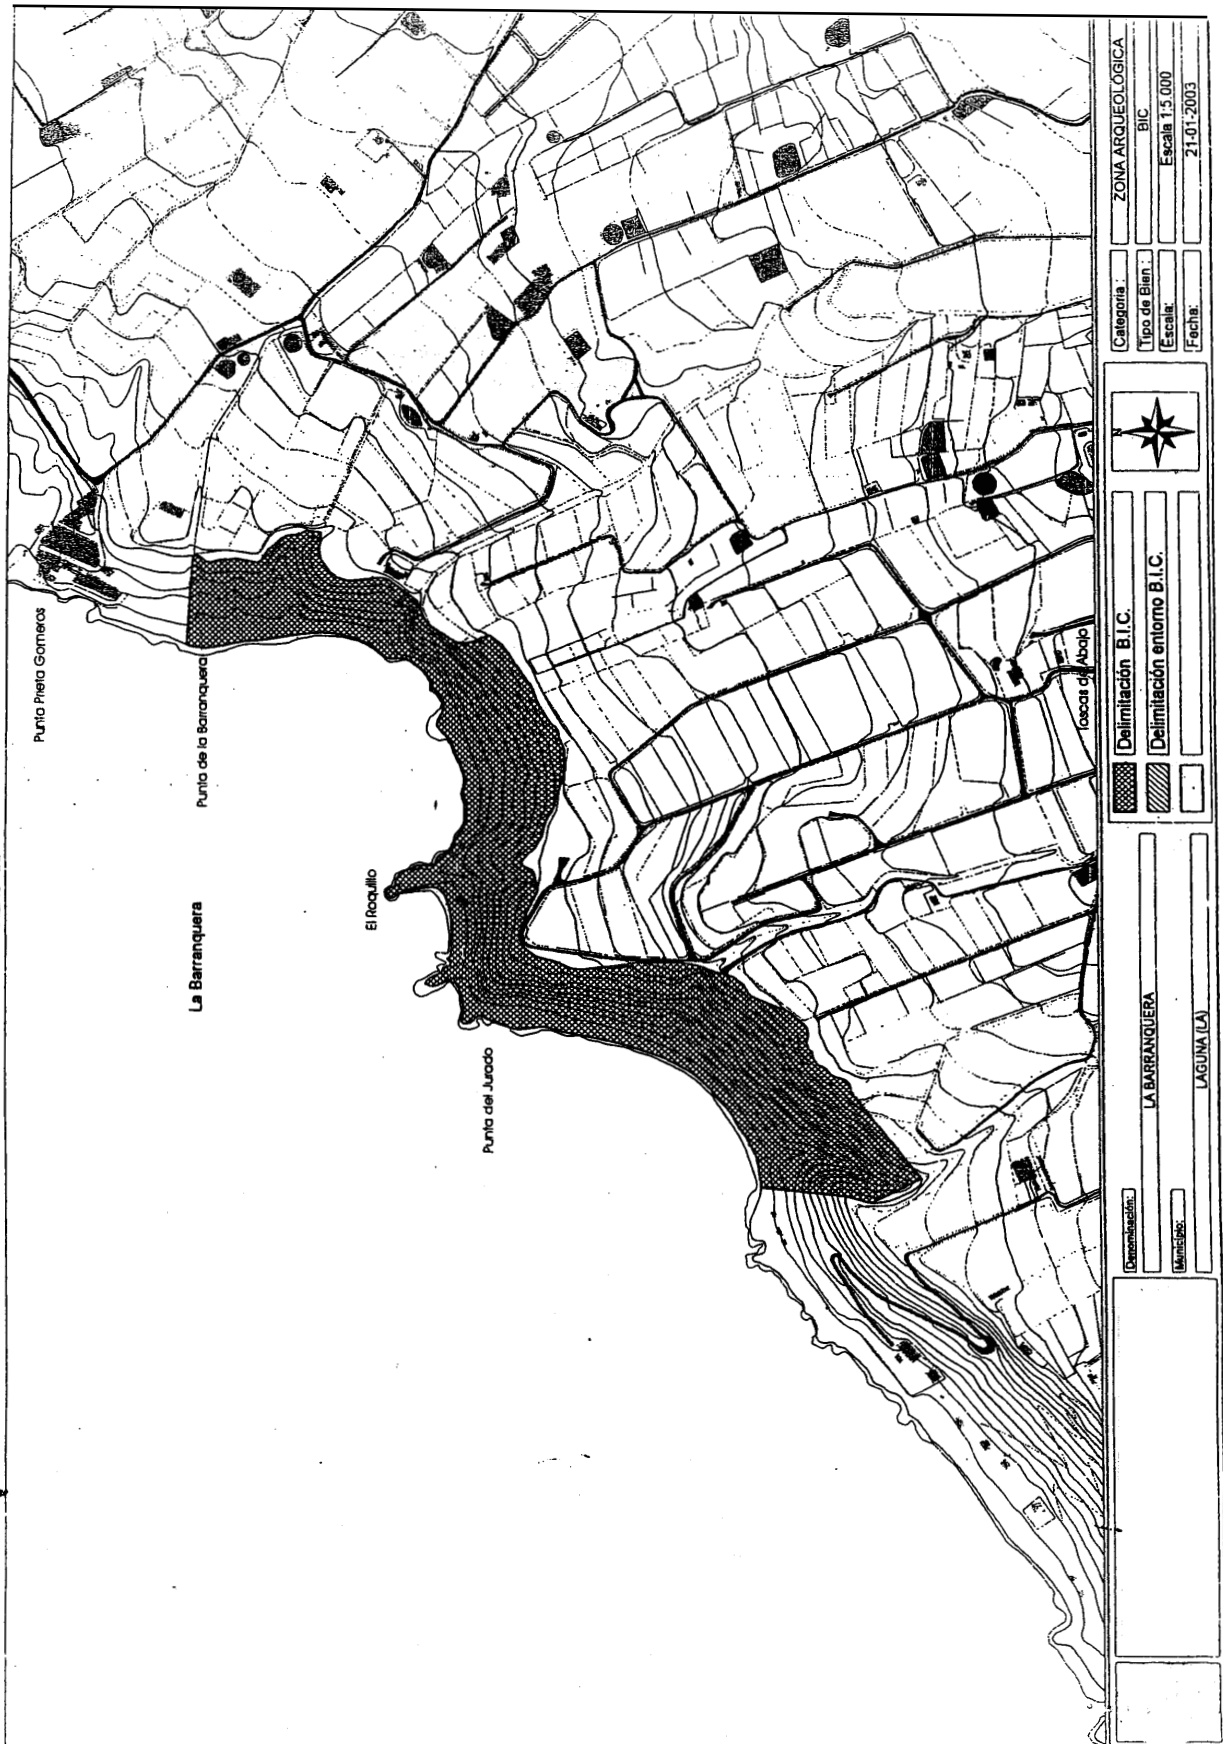 Punta Prieta Gomeros
Punta de la Barranquera
La Barranquera
El Roquillo
Punta del Jurado
Toscas de Abajo
Denominación:
LA BARRANQUERA
Municipio:
LAGUNA (LA)
Delimitación B.I.C.
Delimitación entorno B.I.C.
N
Categoria:
ZONA ARQUEOLÓGICA
Tipo de Bien:
BIC
Escala:
Escala 1:5.000
Fecha:
21-01-2003